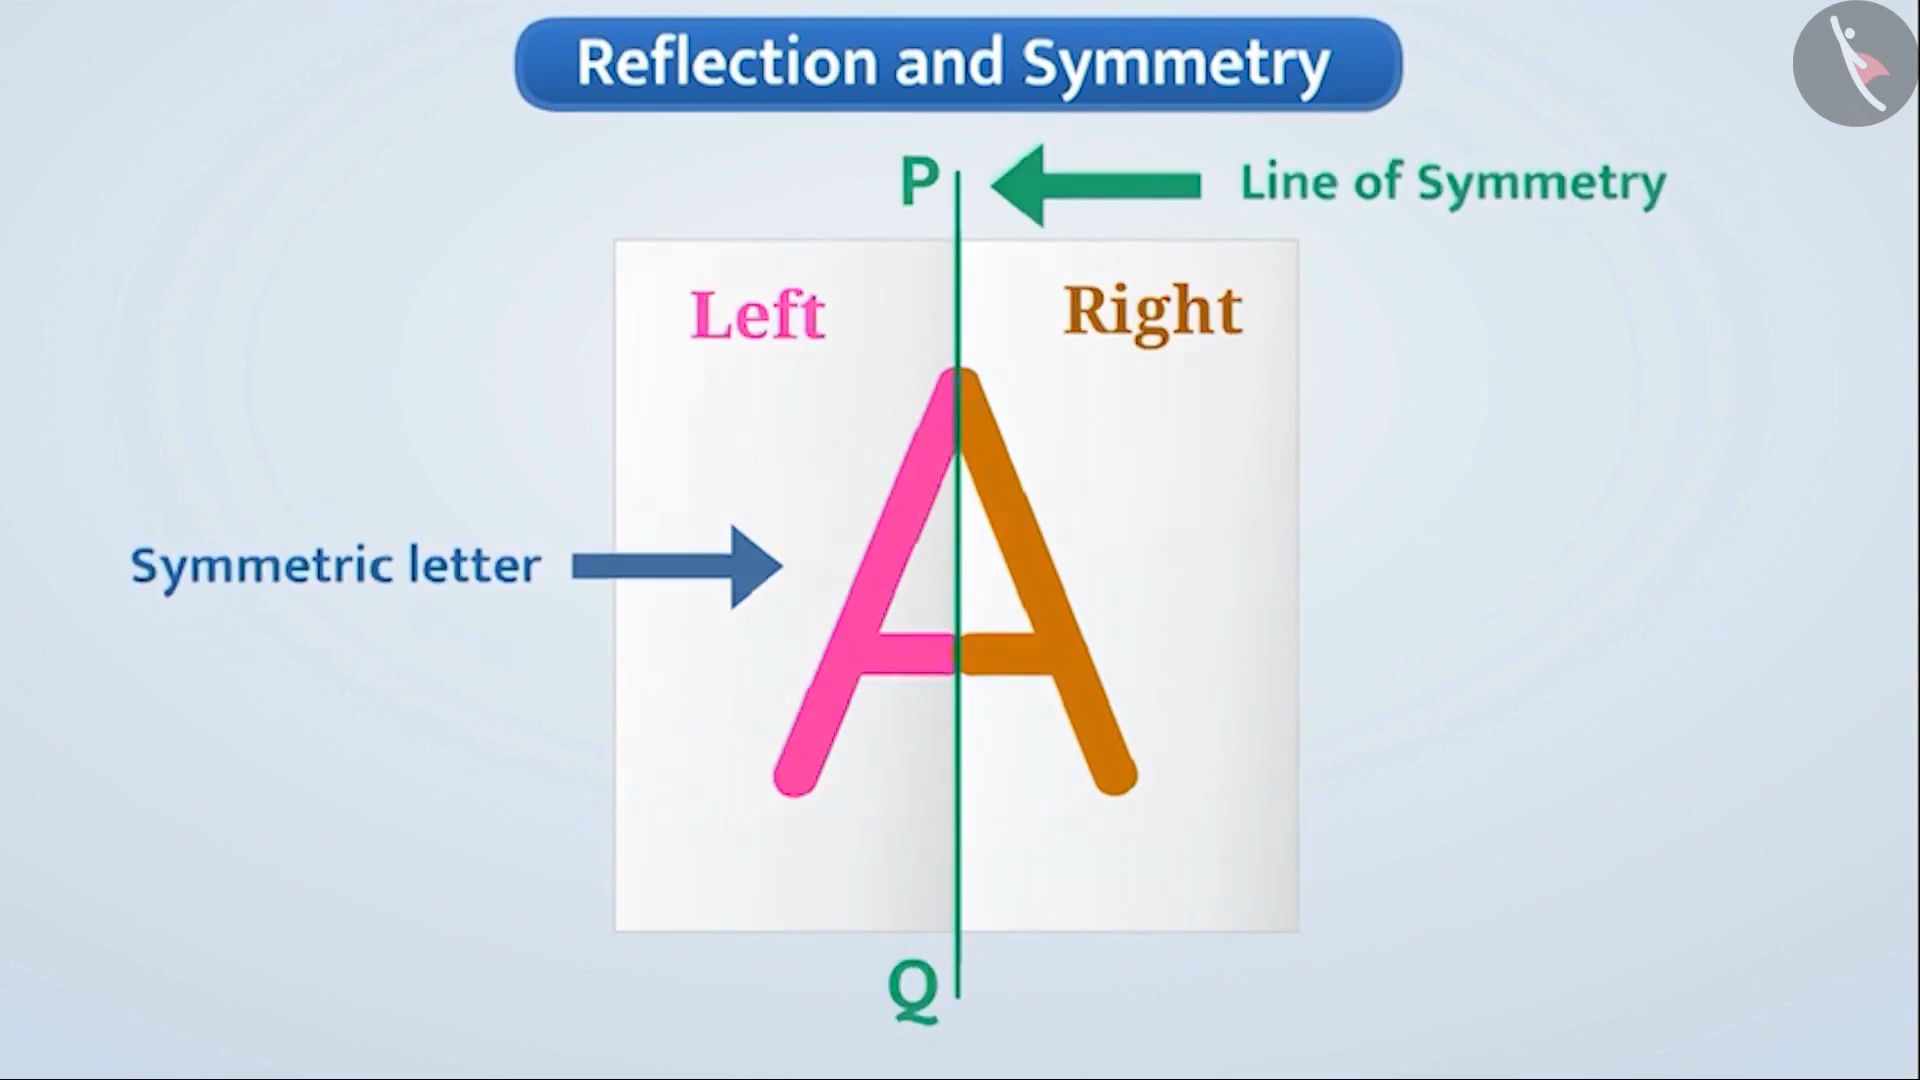 Reflection and Symmetry
P
Line of Symmetry
Left
Right
A
Symmetric letter
Q